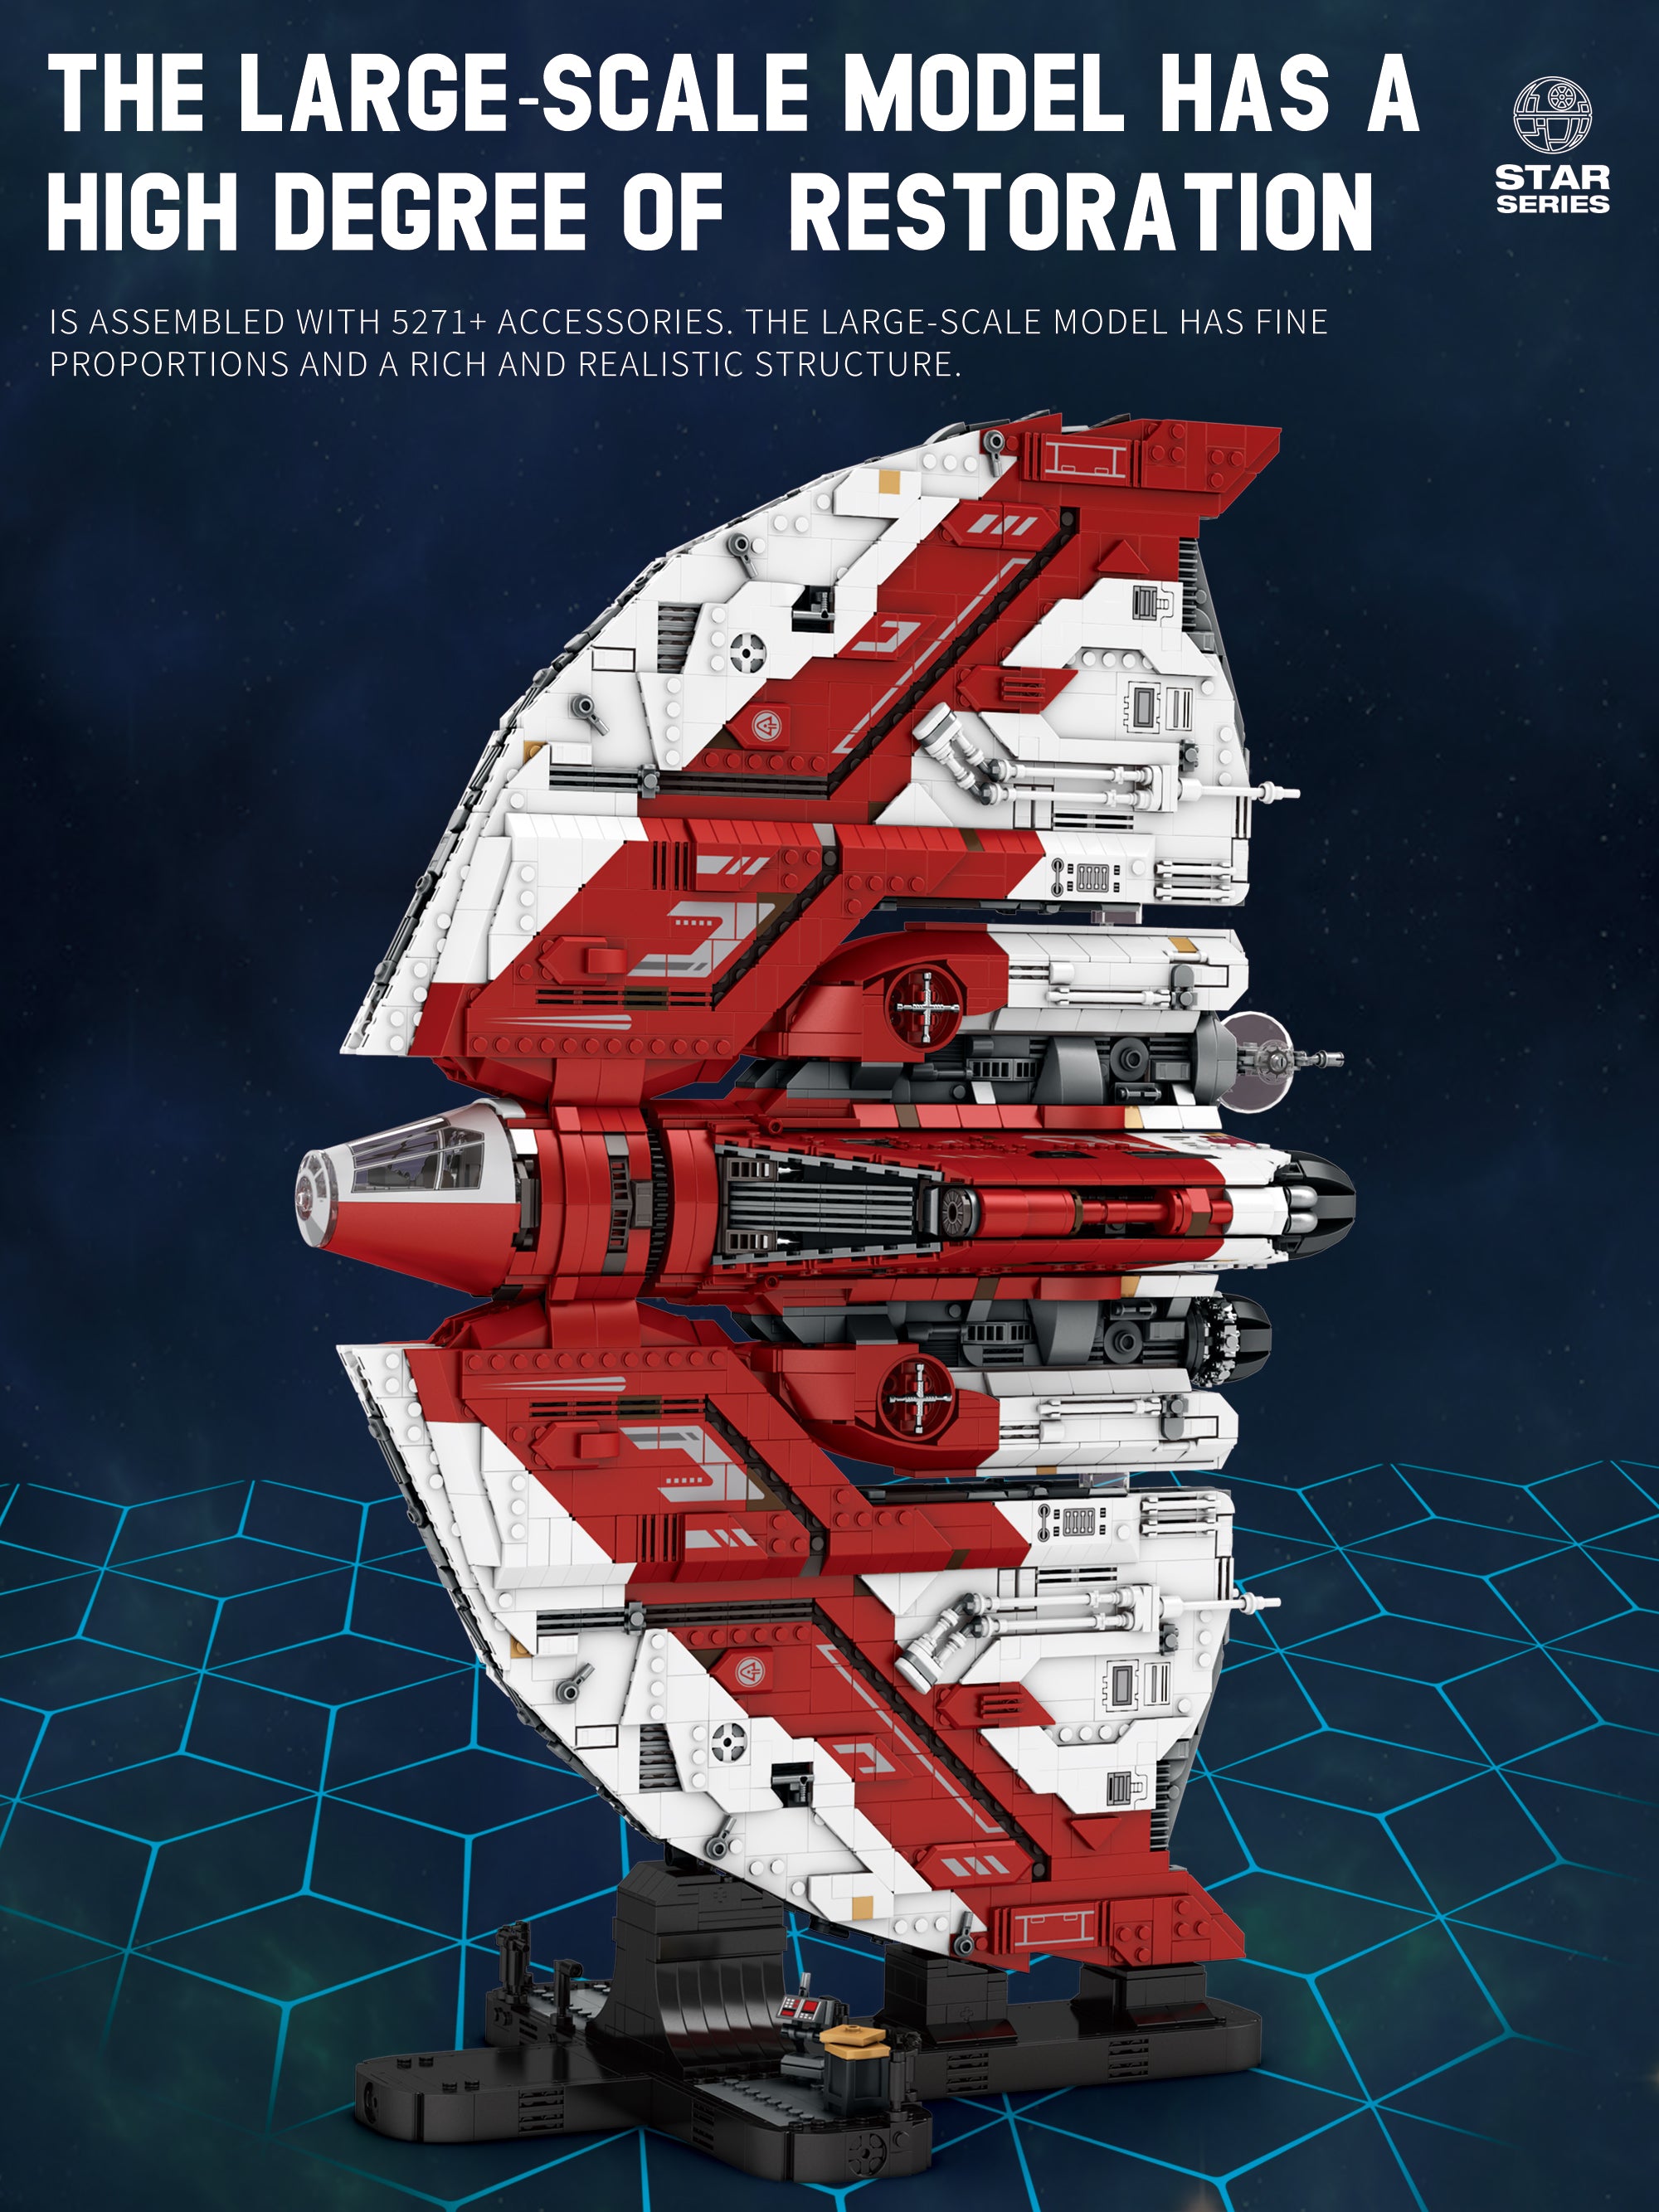 THE LARGE-SCALE MODEL HAS A
HIGH DEGREE OF RESTORATION
STAR
SERIES
IS ASSEMBLED WITH 5271+ ACCESSORIES. THE LARGE-SCALE MODEL HAS FINE
PROPORTIONS AND A RICH AND REALISTIC STRUCTURE.